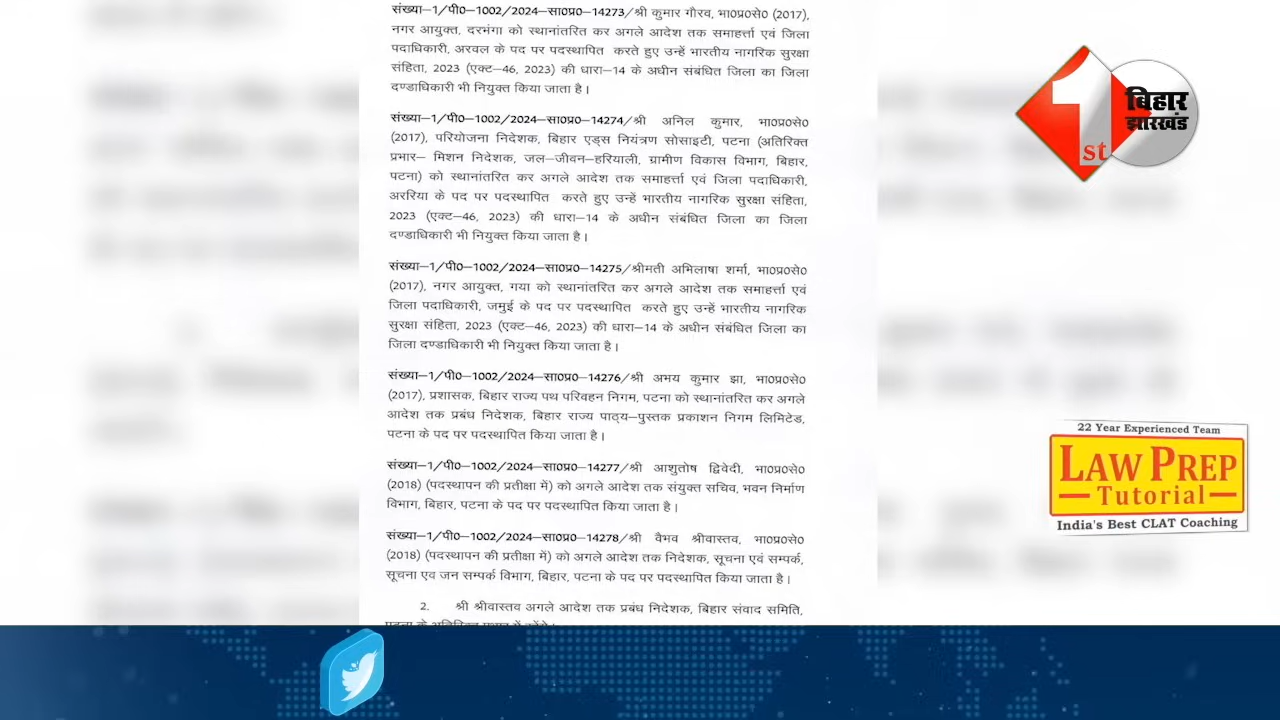 संख्या–1/पी0–1002/2024–सा0प्र0–14273/श्री कुमार गौरव, भा0प्र0से0 (2017),
नगर आयुक्त, दरभंगा को स्थानांतरित कर अगले आदेश तक समाहर्त्ता एवं जिला
पदाधिकारी, अरवल के पद पर पदस्थापित करते हुए उन्हें भारतीय नागरिक सुरक्षा
संहिता, 2023 (एक्ट–46, 2023) की धारा–14 के अधीन संबंधित जिला का जिला
दण्डाधिकारी भी नियुक्त किया जाता है।
संख्या–1/पी0–1002/2024–सा0प्र0–14274/श्री अनिल कुमार, भा0प्र0से0
(2017), परियोजना निदेशक, बिहार एड्स नियंत्रण सोसाइटी, पटना (अतिरिक्त
प्रभार– मिशन निदेशक, जल–जीवन–हरियाली, ग्रामीण विकास विभाग, बिहार,
पटना) को स्थानांतरित कर अगले आदेश तक समाहर्त्ता एवं जिला पदाधिकारी,
अररिया के पद पर पदस्थापित करते हुए उन्हें भारतीय नागरिक सुरक्षा संहिता,
2023 (एक्ट–46, 2023) की धारा–14 के अधीन संबंधित जिला का जिला
दण्डाधिकारी भी नियुक्त किया जाता है।
संख्या–1/पी0–1002/2024–सा0प्र0–14275/श्रीमती अभिलाषा शर्मा, भा0प्र0से0
(2017), नगर आयुक्त, गया को स्थानांतरित कर अगले आदेश तक समाहर्त्ता एवं
जिला पदाधिकारी, जमुई के पद पर पदस्थापित करते हुए उन्हें भारतीय नागरिक
सुरक्षा संहिता, 2023 (एक्ट–46, 2023) की धारा–14 के अधीन संबंधित जिला का
जिला दण्डाधिकारी भी नियुक्त किया जाता है।
संख्या–1/पी0–1002/2024–सा0प्र0–14276/श्री अभय कुमार झा, भा0प्र0से0
(2017), प्रशासक, बिहार राज्य पथ परिवहन निगम, पटना को स्थानांतरित कर अगले
आदेश तक प्रबंध निदेशक, बिहार राज्य पाठ्य–पुस्तक प्रकाशन निगम लिमिटेड,
पटना के पद पर पदस्थापित किया जाता है।
संख्या–1/पी0–1002/2024–सा0प्र0–14277/श्री आशुतोष द्विवेदी, भा0प्र0से0
(2018) (पदस्थापन की प्रतीक्षा में) को अगले आदेश तक संयुक्त सचिव, भवन निर्माण
विभाग, बिहार, पटना के पद पर पदस्थापित किया जाता है।
संख्या–1/पी0–1002/2024–सा0प्र0–14278/श्री वैभव श्रीवास्तव, भा0प्र0से0
(2018) (पदस्थापन की प्रतीक्षा में) को अगले आदेश तक निदेशक, सूचना एवं सम्पर्क,
सूचना एव जन सम्पर्क विभाग, बिहार, पटना के पद पर पदस्थापित किया जाता है।
2. श्री श्रीवास्तव अगले आदेश तक प्रबंध निदेशक, बिहार संवाद समिति,
1st
बिहार
झारखंड
22 Year Experienced Team
LAW PREP
Tutorial
India's Best CLAT Coaching